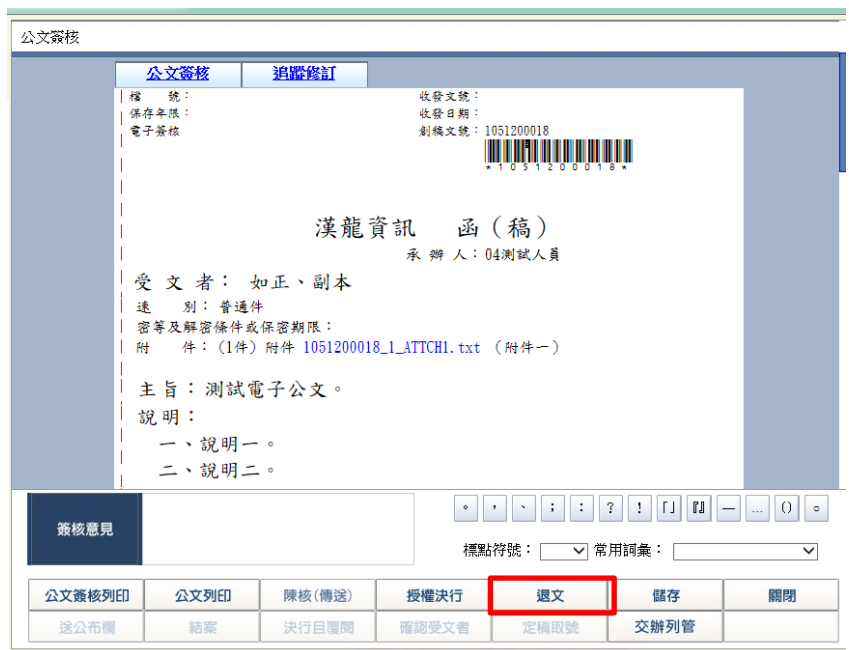 公文簽核
公文簽核 追蹤修訂
檔　號： 收發文號：
保存年限： 收發日期：
電子簽核 創稿文號：1051200018
*1051200018*
漢龍資訊　函（稿）
承 辦 人：04測試人員
受 文 者：　如正、副本
速　別：普通件
密等及解密條件或保密期限：
附　件：(1件) 附件 1051200018_1_ATTCH1.txt （附件一）
主旨：測試電子公文。
說明：
一、說明一。
二、說明二。
簽核意見 。 ， 、 ； ： ？ ！ 「」 『』 — … () ○
標點符號： 常用詞彙：
公文簽核列印 公文列印 陳核(傳送) 授權決行 退文 儲存 關閉
送公布欄 結案 決行目覆閱 確認受文者 定稿取號 交辦列管